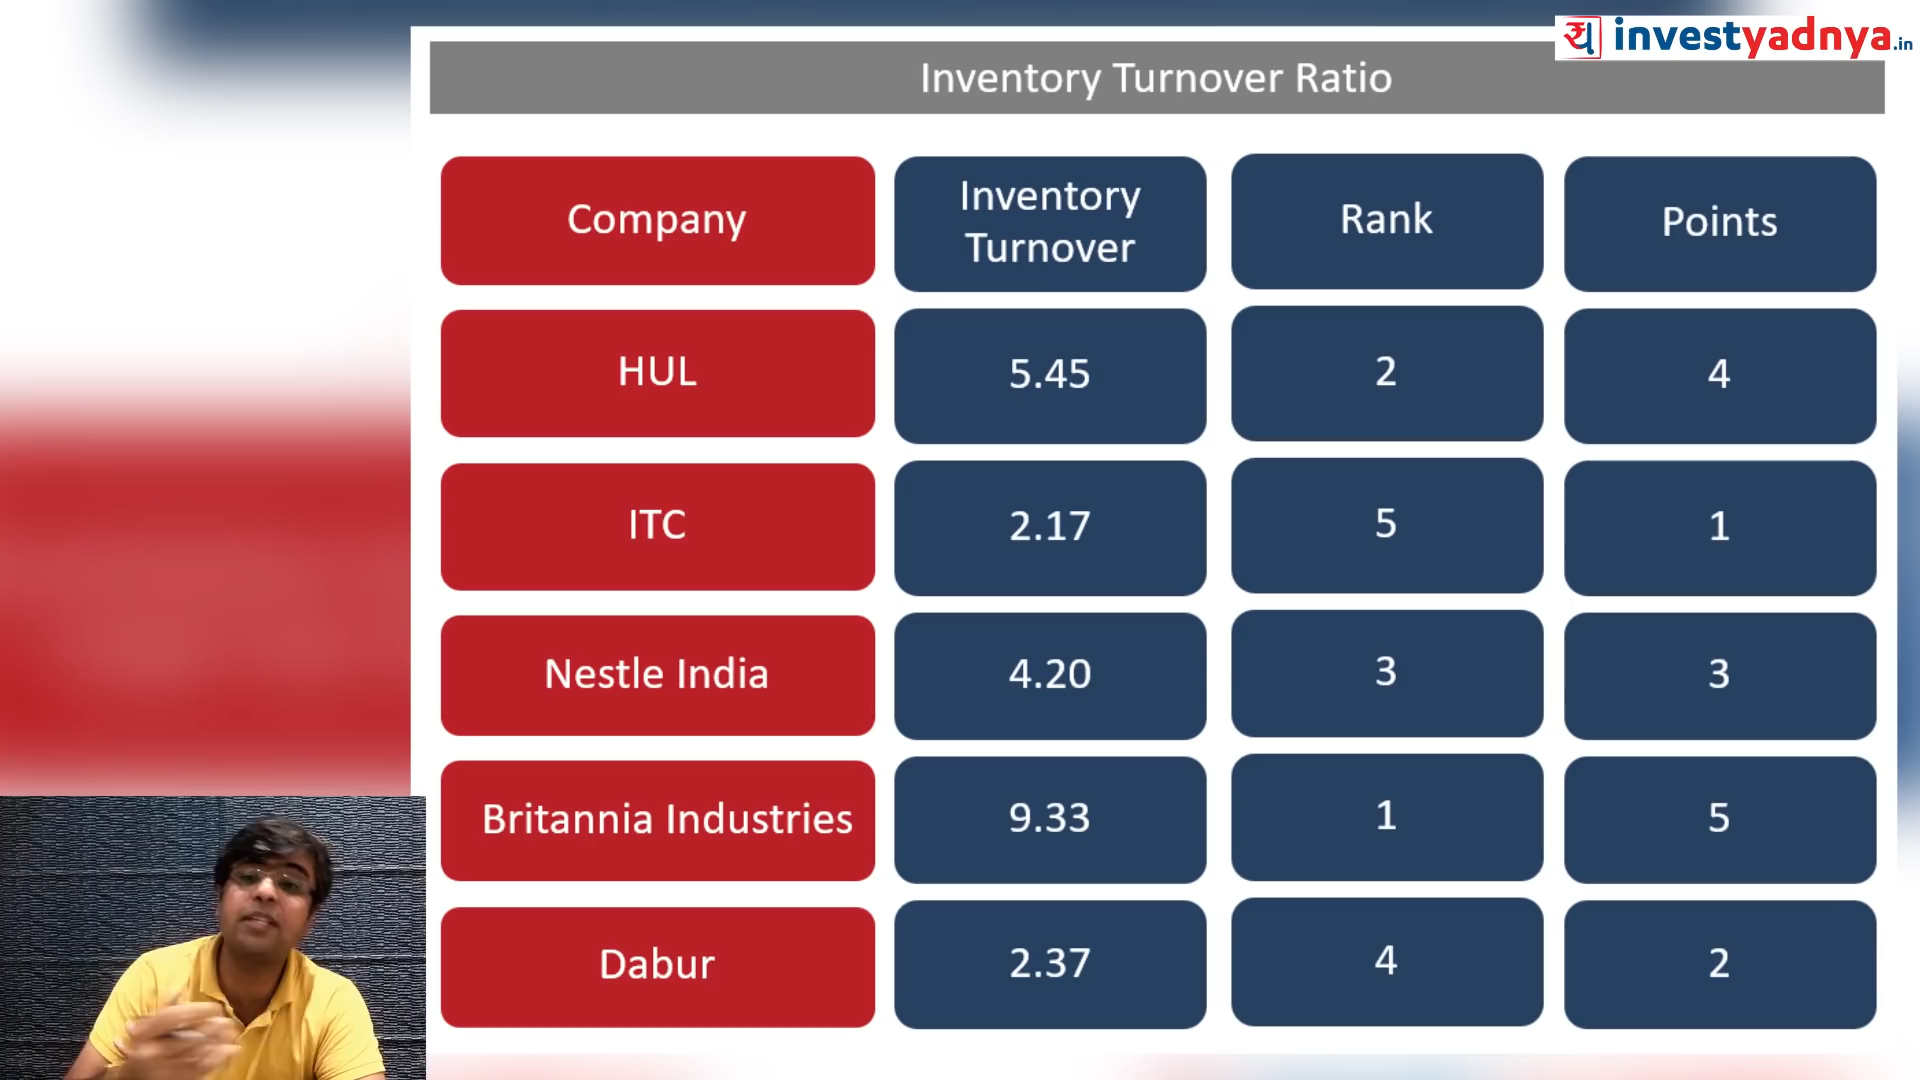 य investyadnya.in
Inventory Turnover Ratio
Company
Inventory
Turnover
Rank
Points
HUL
5.45
2
4
ITC
2.17
5
1
Nestle India
4.20
3
3
Britannia Industries
9.33
1
5
Dabur
2.37
4
2